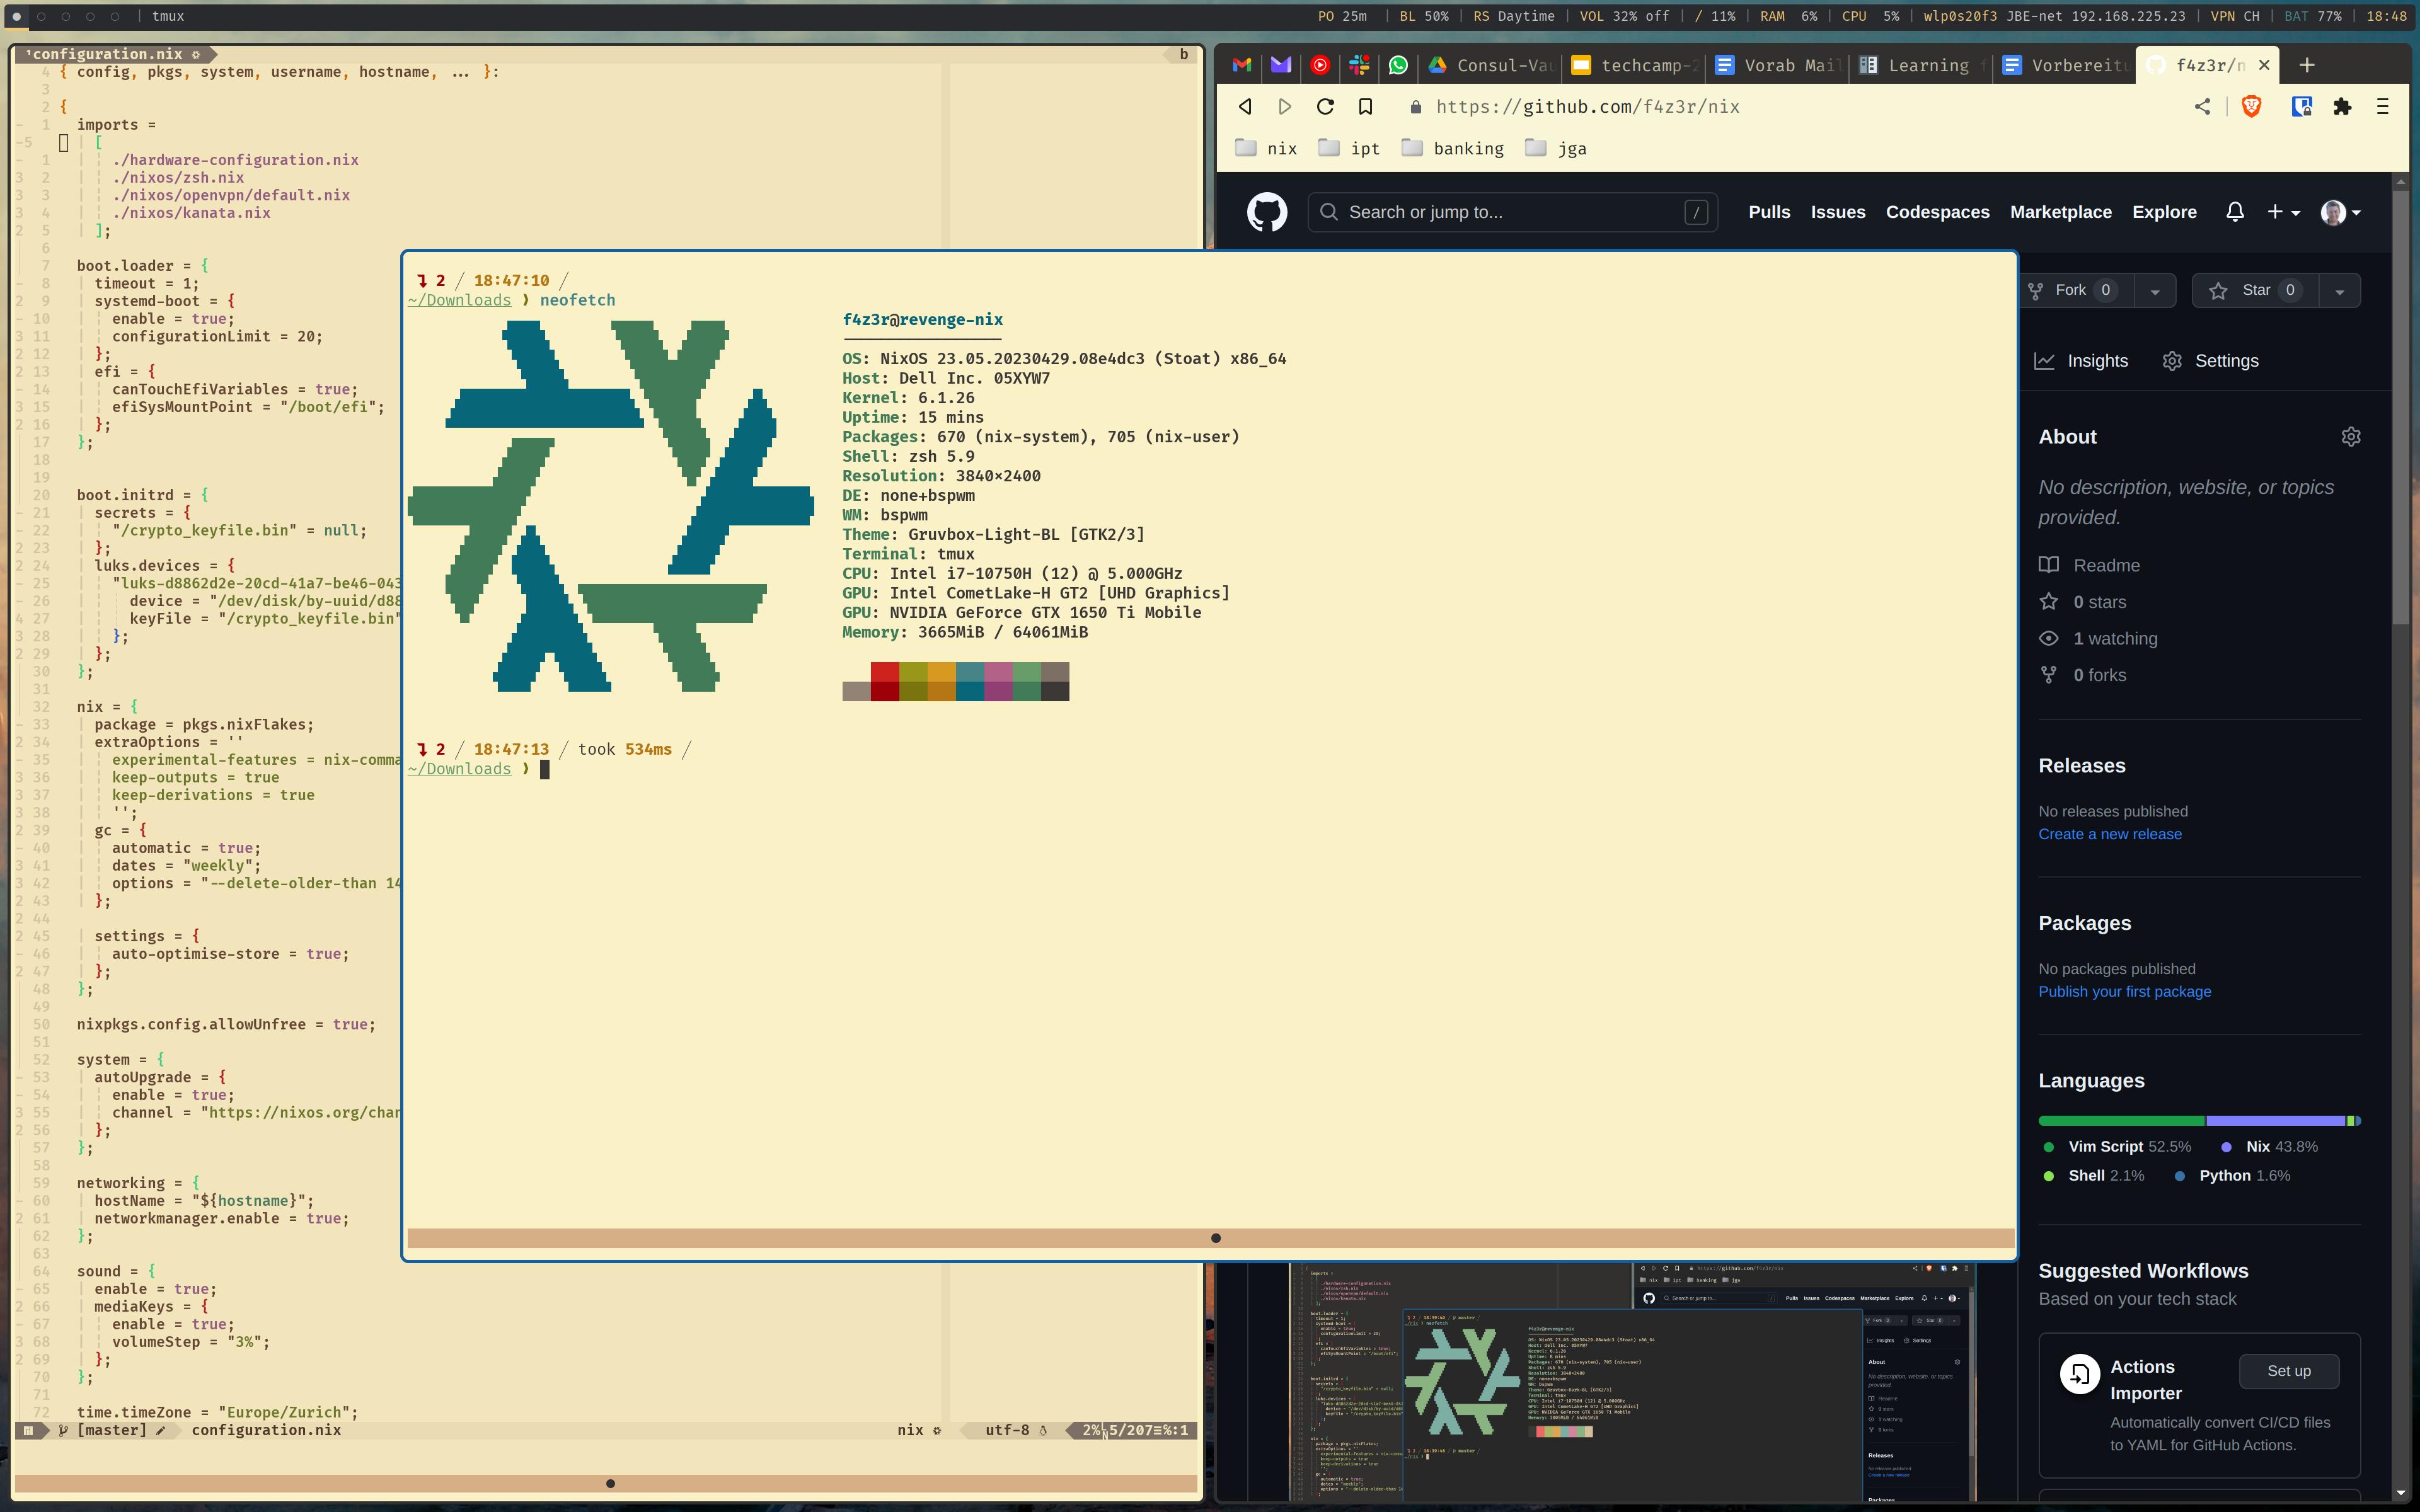 tmux
PO 25m | BL 50% | RS Daytime | VOL 32% off | / 11% | RAM 6% | CPU 5% | wlp0s20f3 JBE-net 192.168.225.23 | VPN CH | BAT 77% | 18:48
configuration.nix
b
4 { config, pkgs, system, username, hostname, ... }:
3
2 {
1 imports =
5 [
1 ./hardware-configuration.nix
2 ./nixos/zsh.nix
3 ./nixos/openvpn/default.nix
4 ./nixos/kanata.nix
5 ];
6
7 boot.loader = {
8 timeout = 1;
9 systemd-boot = {
10 enable = true;
11 configurationLimit = 20;
12 };
13 efi = {
14 canTouchEfiVariables = true;
15 efiSysMountPoint = "/boot/efi";
16 };
17 };
18
19
20 boot.initrd = {
21 secrets = {
22 "/crypto_keyfile.bin" = null;
23 };
24 luks.devices = {
25 "luks-d8862d2e-20cd-41a7-be46-043
26 device = "/dev/disk/by-uuid/d88
27 keyFile = "/crypto_keyfile.bin"
28 };
29 };
30 };
31
32 nix = {
33 package = pkgs.nixFlakes;
34 extraOptions = ''
35 experimental-features = nix-comma
36 keep-outputs = true
37 keep-derivations = true
38 '';
39 gc = {
40 automatic = true;
41 dates = "weekly";
42 options = "--delete-older-than 14
43 };
44
45 settings = {
46 auto-optimise-store = true;
47 };
48 };
49
50 nixpkgs.config.allowUnfree = true;
51
52 system = {
53 autoUpgrade = {
54 enable = true;
55 channel = "https://nixos.org/chan
56 };
57 };
58
59 networking = {
60 hostName = "${hostname}";
61 networkmanager.enable = true;
62 };
63
64 sound = {
65 enable = true;
66 mediaKeys = {
67 enable = true;
68 volumeStep = "3%";
69 };
70 };
71
72 time.timeZone = "Europe/Zurich";
[master] configuration.nix
nix utf-8 2% 5/207 :1
2 / 18:47:10 /
~/Downloads ❯ neofetch
f4z3r@revenge-nix
OS: NixOS 23.05.20230429.08e4dc3 (Stoat) x86_64
Host: Dell Inc. 05XYW7
Kernel: 6.1.26
Uptime: 15 mins
Packages: 670 (nix-system), 705 (nix-user)
Shell: zsh 5.9
Resolution: 3840×2400
DE: none+bspwm
WM: bspwm
Theme: Gruvbox-Light-BL [GTK2/3]
Terminal: tmux
CPU: Intel i7-10750H (12) @ 5.000GHz
GPU: Intel CometLake-H GT2 [UHD Graphics]
GPU: NVIDIA GeForce GTX 1650 Ti Mobile
Memory: 3665MiB / 64061MiB
2 / 18:47:13 / took 534ms /
~/Downloads ❯
Consul-Vau
techcamp-2
Vorab Mail
Learning f
Vorbereitu
f4z3r/n
https://github.com/f4z3r/nix
nix ipt banking jga
Search or jump to... /
Pulls Issues Codespaces Marketplace Explore
Fork 0 Star 0
Insights Settings
About
No description, website, or topics
provided.
Readme
0 stars
1 watching
0 forks
Releases
No releases published
Create a new release
Packages
No packages published
Publish your first package
Languages
Vim Script 52.5% Nix 43.8%
Shell 2.1% Python 1.6%
Suggested Workflows
Based on your tech stack
Actions
Importer
Set up
Automatically convert CI/CD files
to YAML for GitHub Actions.